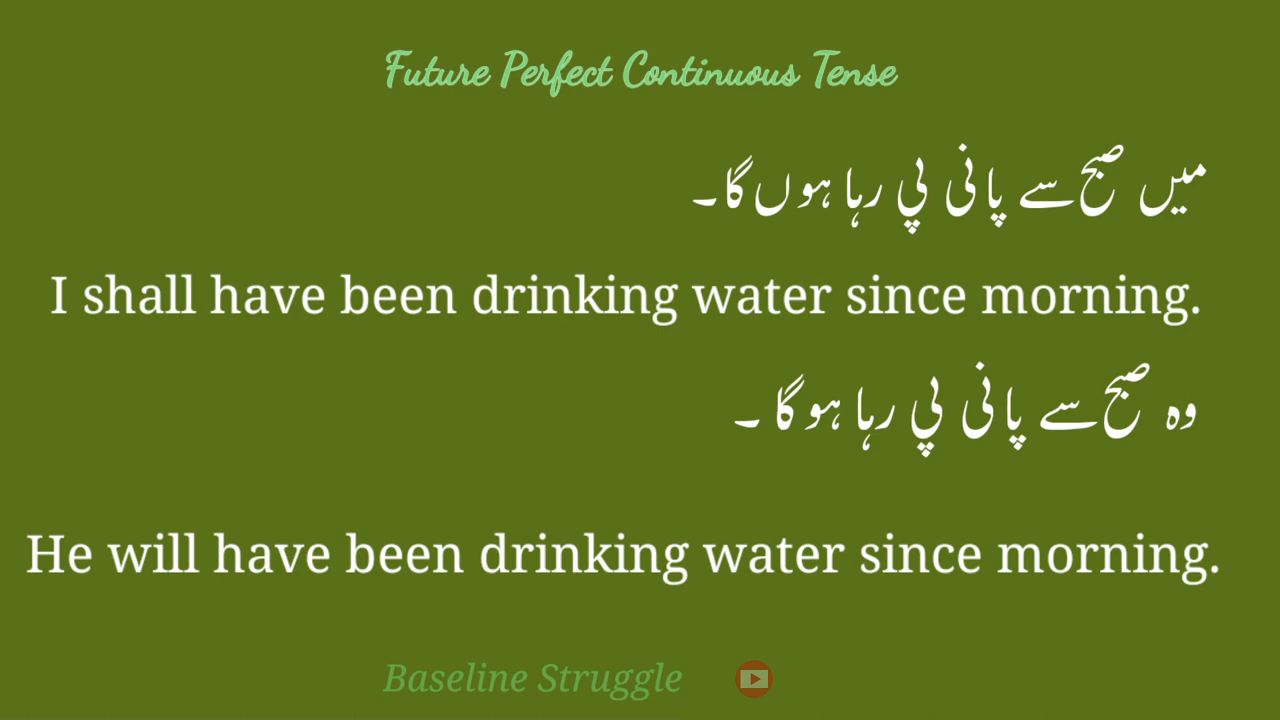 Future Perfect Continuous Tense
میں صبح سے پانی پی رہا ہوں گا۔
I shall have been drinking water since morning.
وہ صبح سے پانی پی رہا ہو گا ۔
He will have been drinking water since morning.
Baseline Struggle